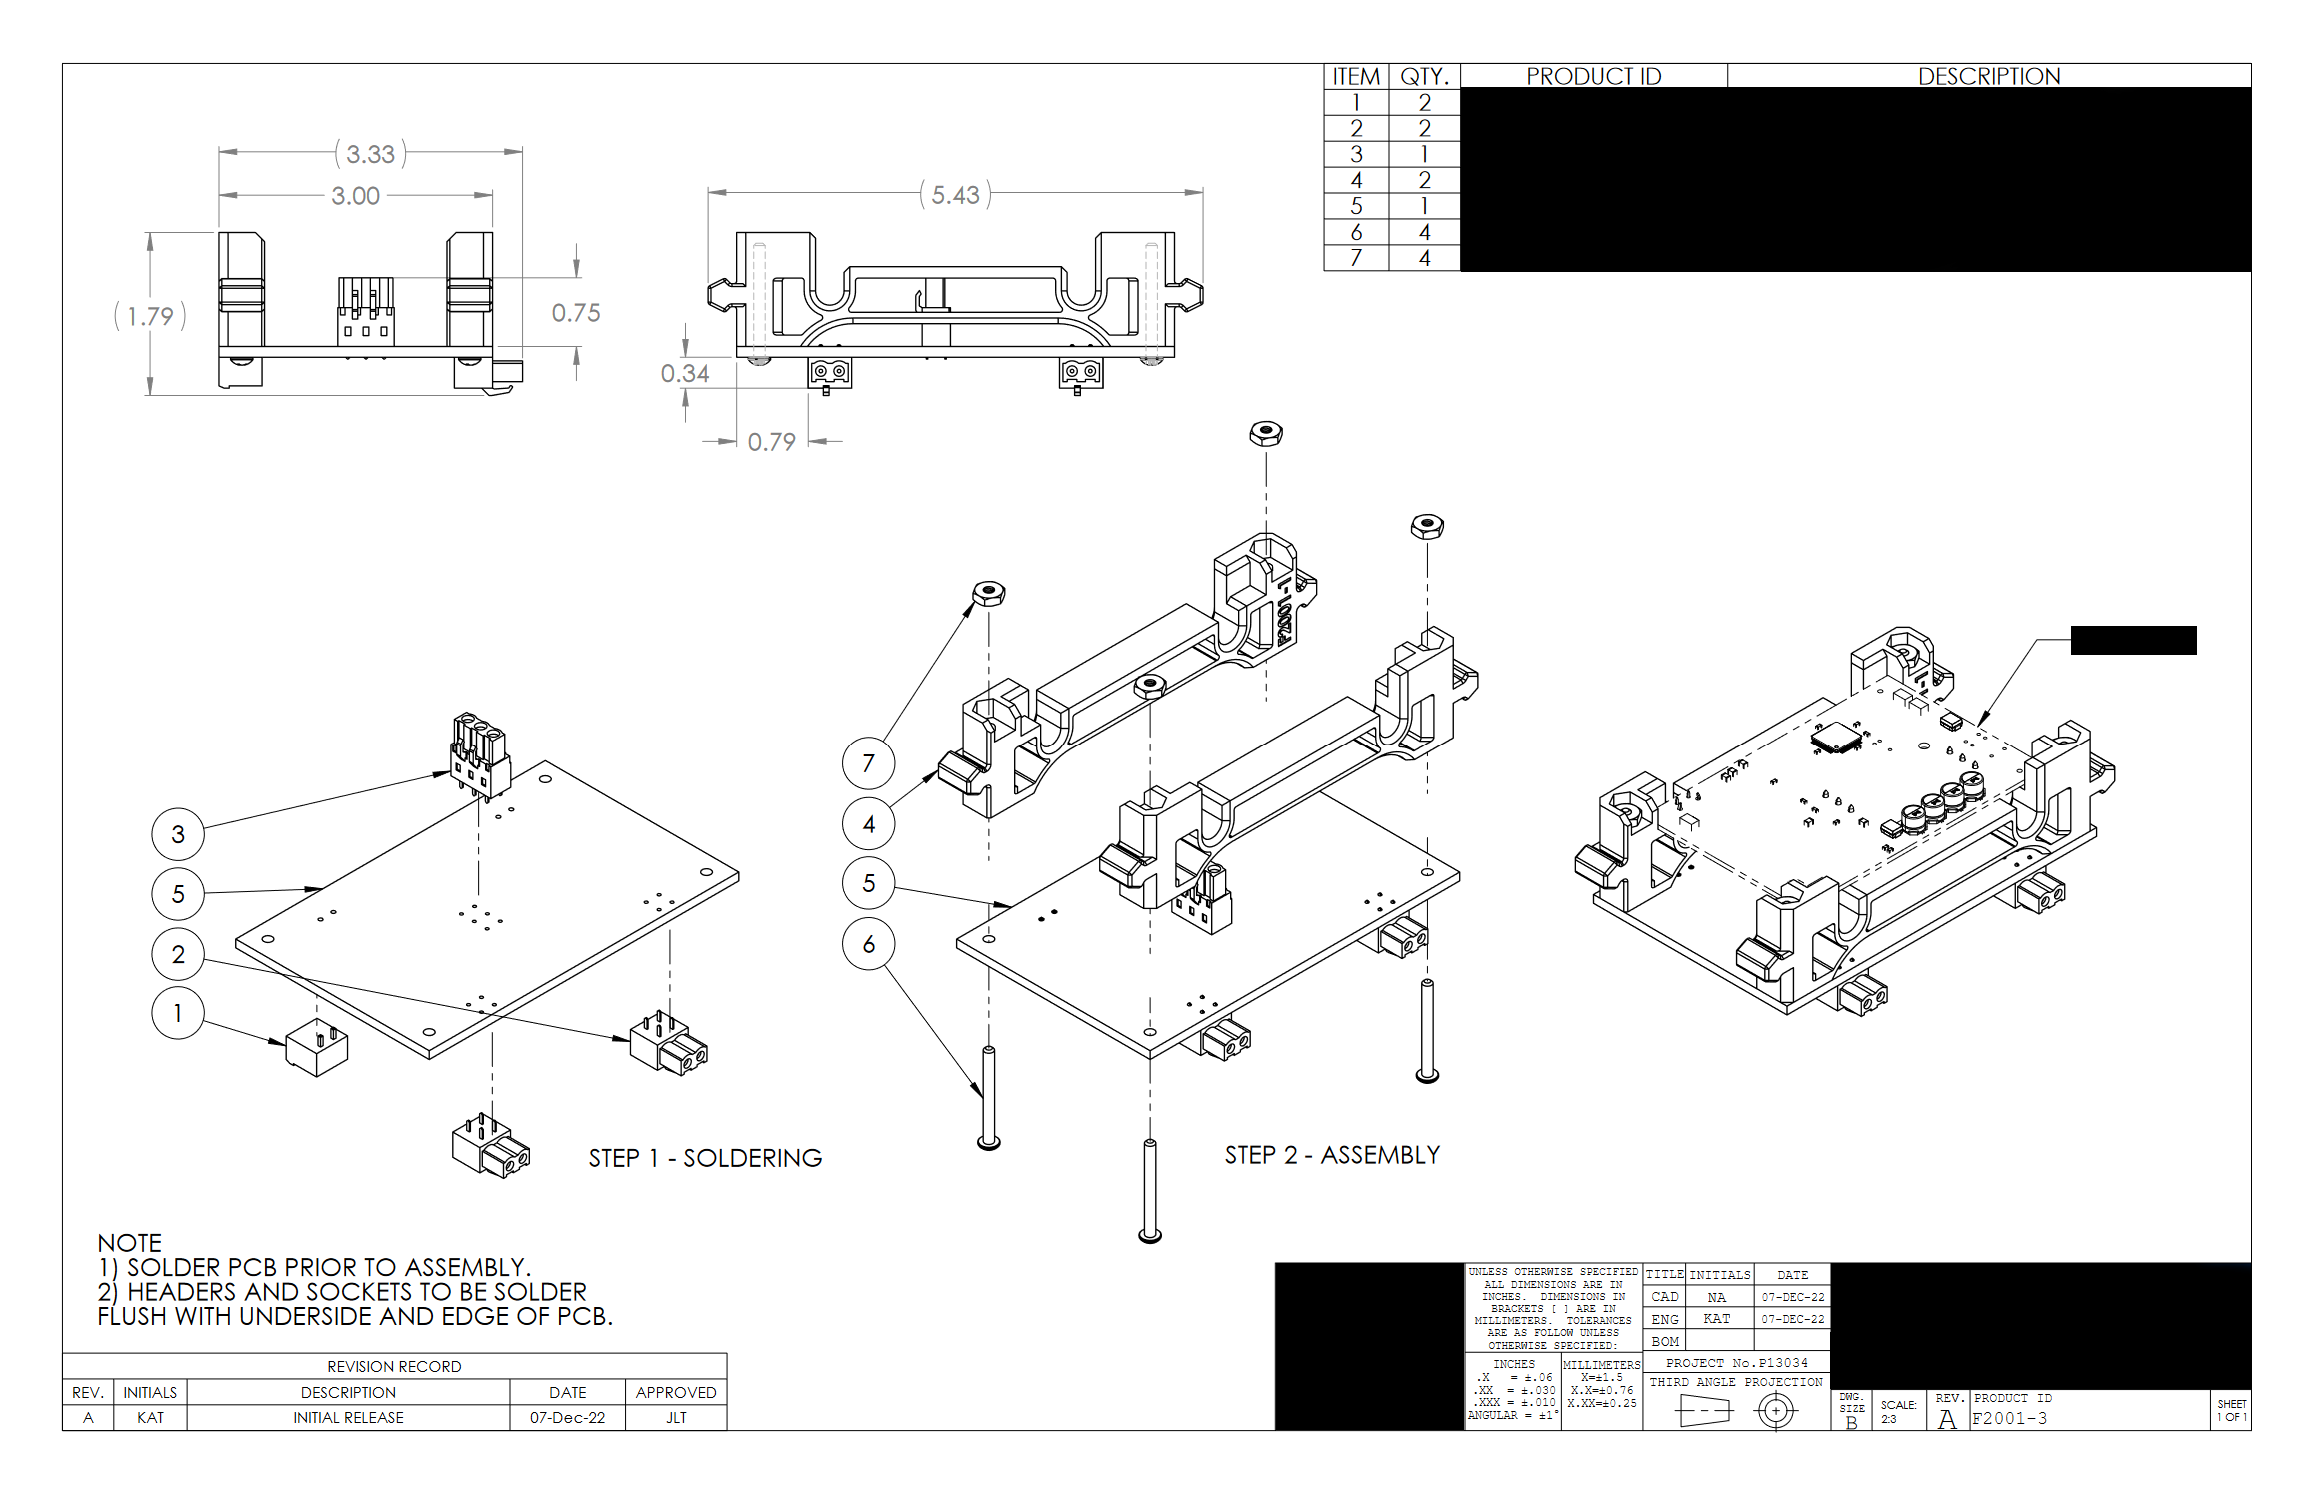 ITEM QTY. PRODUCT ID DESCRIPTION
1 2
2 2
3 1
4 2
5 1
6 4
7 4
(3.33)
3.00
(1.79)
0.75
(5.43)
0.34
0.79
F2001-1
3
5
2
1
STEP 1 - SOLDERING
7
4
5
6
STEP 2 - ASSEMBLY
NOTE
1) SOLDER PCB PRIOR TO ASSEMBLY.
2) HEADERS AND SOCKETS TO BE SOLDER
FLUSH WITH UNDERSIDE AND EDGE OF PCB.
REVISION RECORD
REV. INITIALS DESCRIPTION DATE APPROVED
A KAT INITIAL RELEASE 07-Dec-22 JLT
UNLESS OTHERWISE SPECIFIED
ALL DIMENSIONS ARE IN
INCHES. DIMENSIONS IN
BRACKETS [ ] ARE IN
MILLIMETERS. TOLERANCES
ARE AS FOLLOW UNLESS
OTHERWISE SPECIFIED:
INCHES
.X = ±.06
.XX = ±.030
.XXX = ±.010
ANGULAR = ±1°
MILLIMETERS
X=±1.5
X.X=±0.76
X.XX=±0.25
TITLE INITIALS DATE
CAD NA 07-DEC-22
ENG KAT 07-DEC-22
BOM
PROJECT No.P13034
THIRD ANGLE PROJECTION
DWG.
SIZE
B
SCALE:
2:3
REV.
A
PRODUCT ID
F2001-3
SHEET
1 OF 1